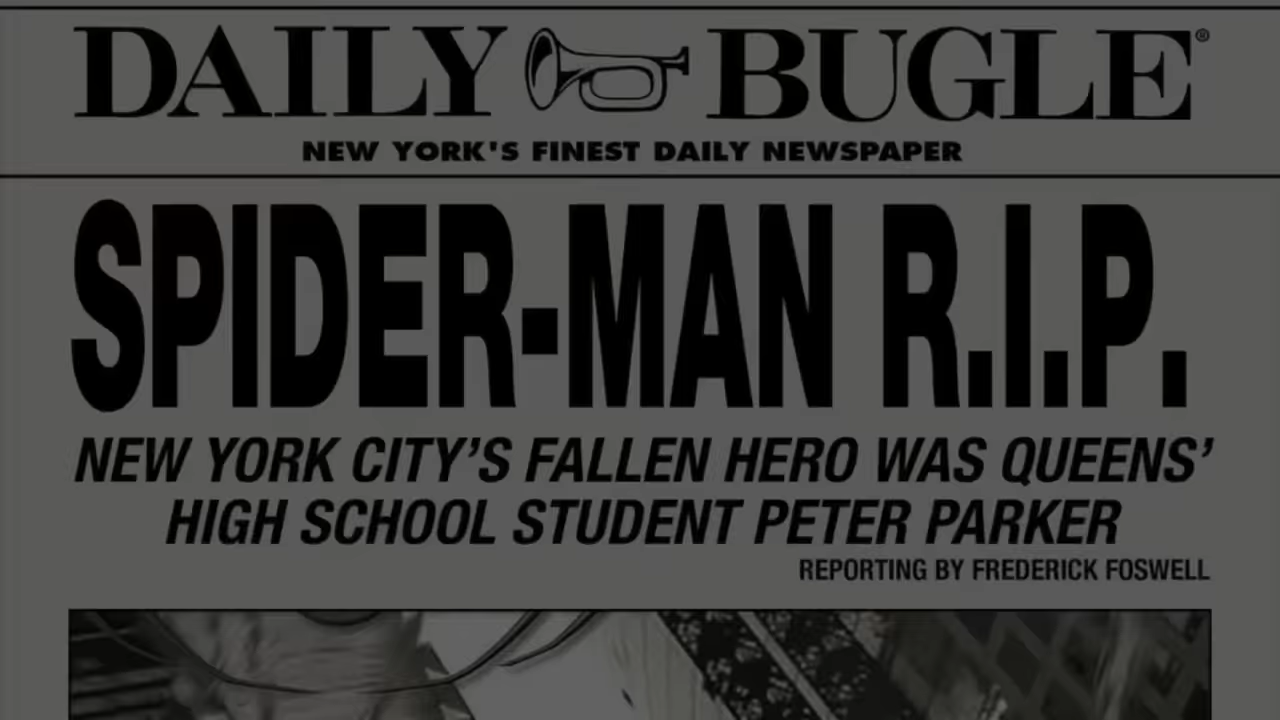 DAILY BUGLE®
NEW YORK'S FINEST DAILY NEWSPAPER
SPIDER-MAN R.I.P.
NEW YORK CITY’S FALLEN HERO WAS QUEENS’
HIGH SCHOOL STUDENT PETER PARKER
REPORTING BY FREDERICK FOSWELL